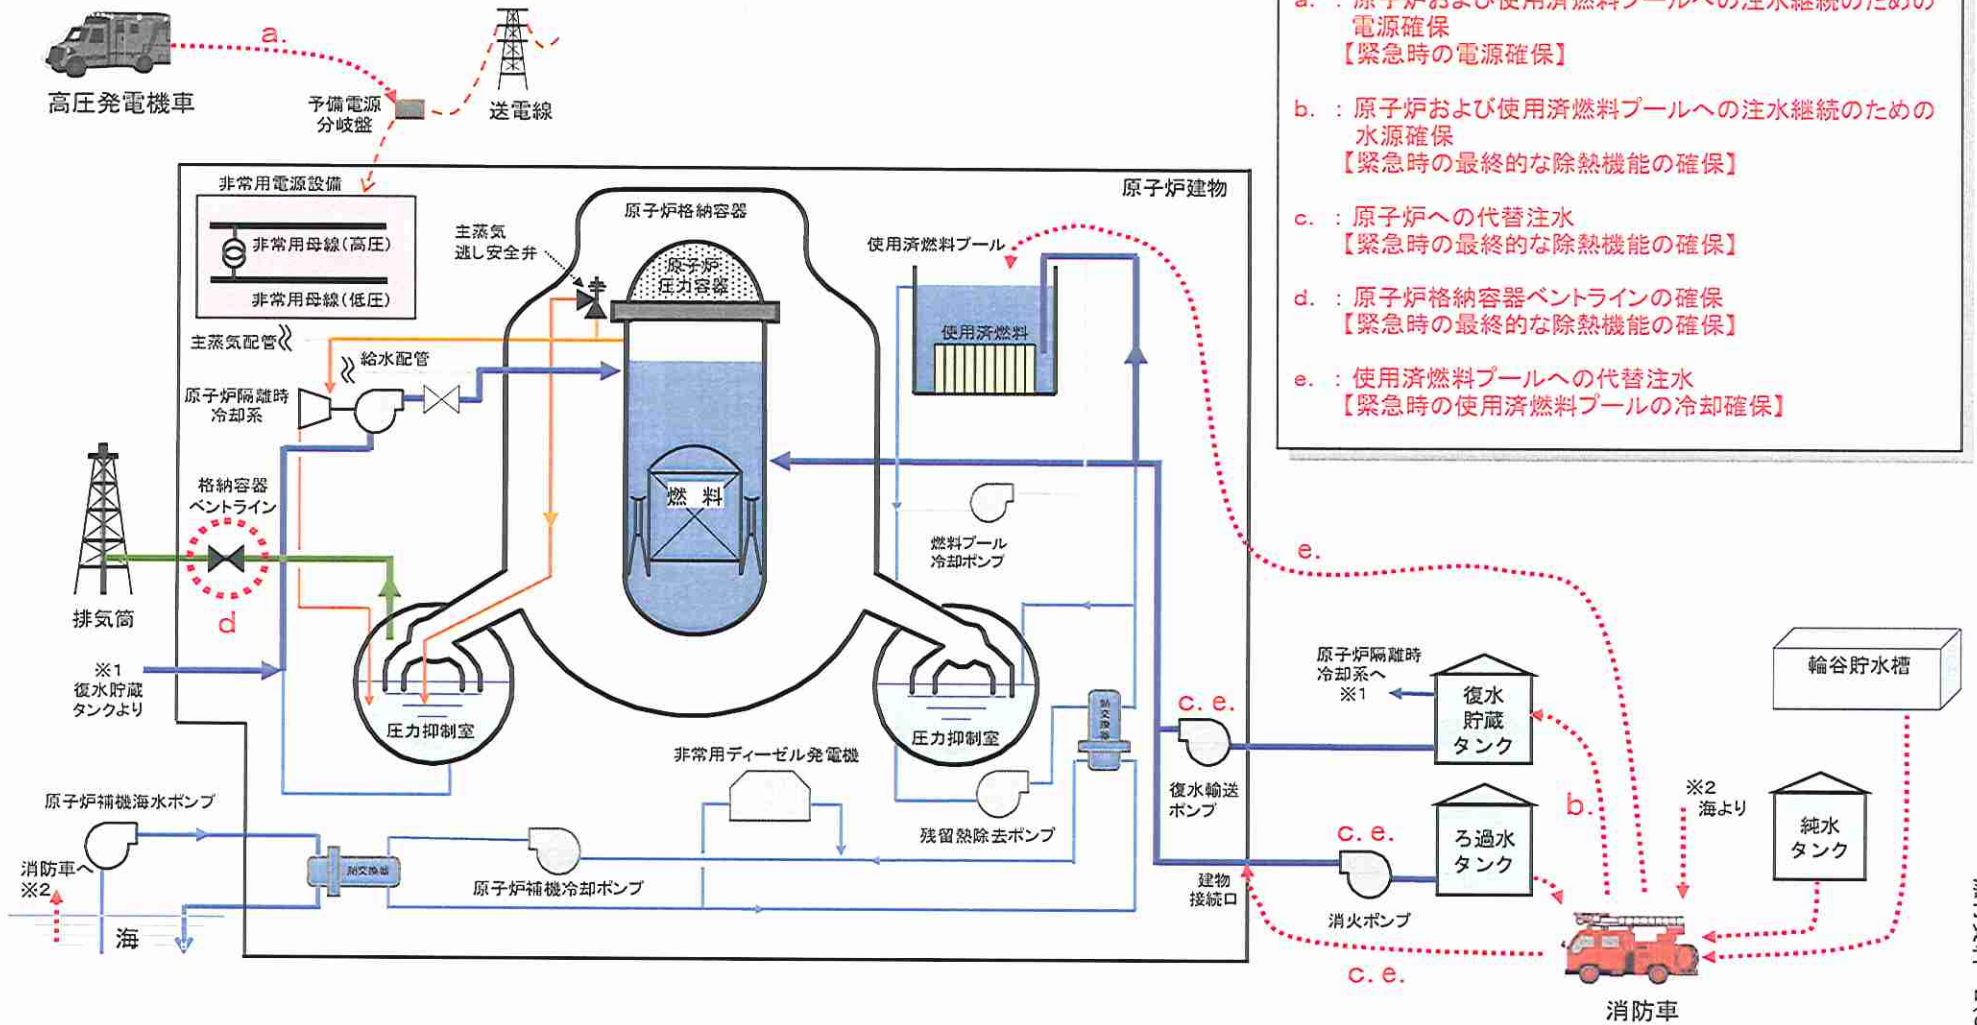 a. : 原子炉および使用済燃料プールへの注水継続のための
電源確保
【緊急時の電源確保】
b. : 原子炉および使用済燃料プールへの注水継続のための
水源確保
【緊急時の最終的な除熱機能の確保】
c. : 原子炉への代替注水
【緊急時の最終的な除熱機能の確保】
d. : 原子炉格納容器ベントラインの確保
【緊急時の最終的な除熱機能の確保】
e. : 使用済燃料プールへの代替注水
【緊急時の使用済燃料プールの冷却確保】
a.
高圧発電機車
予備電源
分岐盤
送電線
原子炉建物
非常用電源設備
非常用母線(高圧)
非常用母線(低圧)
原子炉格納容器
主蒸気
逃し安全弁
原子炉
圧力容器
使用済燃料プール
使用済燃料
主蒸気配管
給水配管
原子炉隔離時
冷却系
格納容器
ベントライン
燃料
燃料プール
冷却ポンプ
e.
排気筒
d
※1
復水貯蔵
タンクより
圧力抑制室
圧力抑制室
熱交換器
c. e.
復水輸送
ポンプ
原子炉隔離時
冷却系へ
※1
復水
貯蔵
タンク
輪谷貯水槽
非常用ディーゼル発電機
残留熱除去ポンプ
原子炉補機海水ポンプ
消防車へ
※2
海
熱交換器
原子炉補機冷却ポンプ
建物
接続口
c. e.
消火ポンプ
ろ過水
タンク
b.
※2
海より
純水
タンク
c. e.
消防車